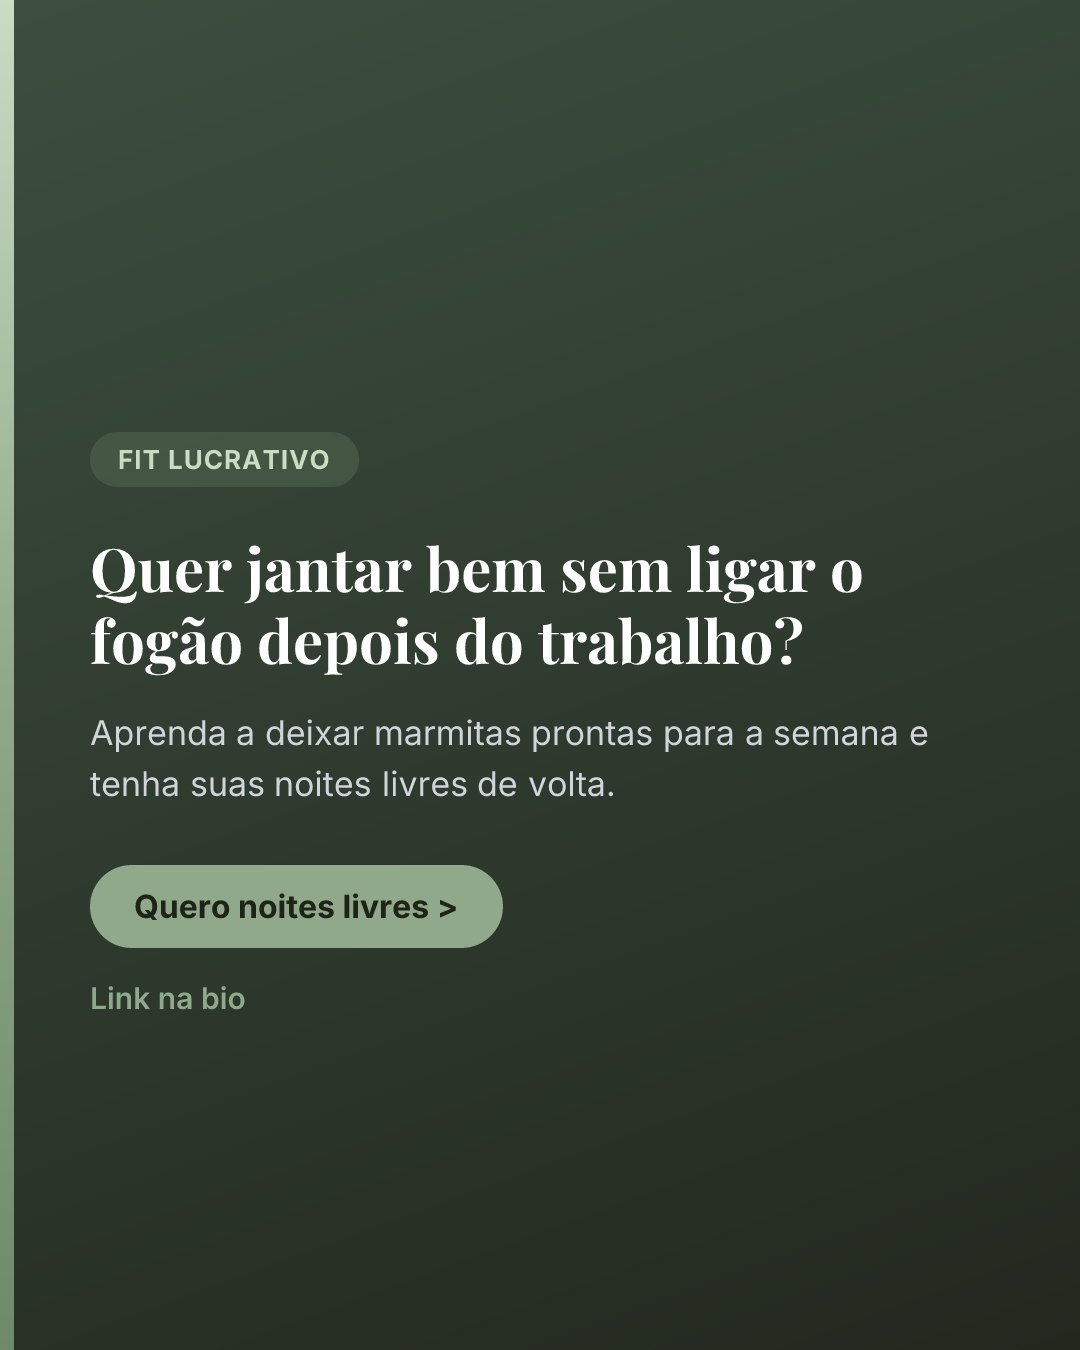 FIT LUCRATIVO
Quer jantar bem sem ligar o
fogão depois do trabalho?
Aprenda a deixar marmitas prontas para a semana e
tenha suas noites livres de volta.
Quero noites livres >
Link na bio